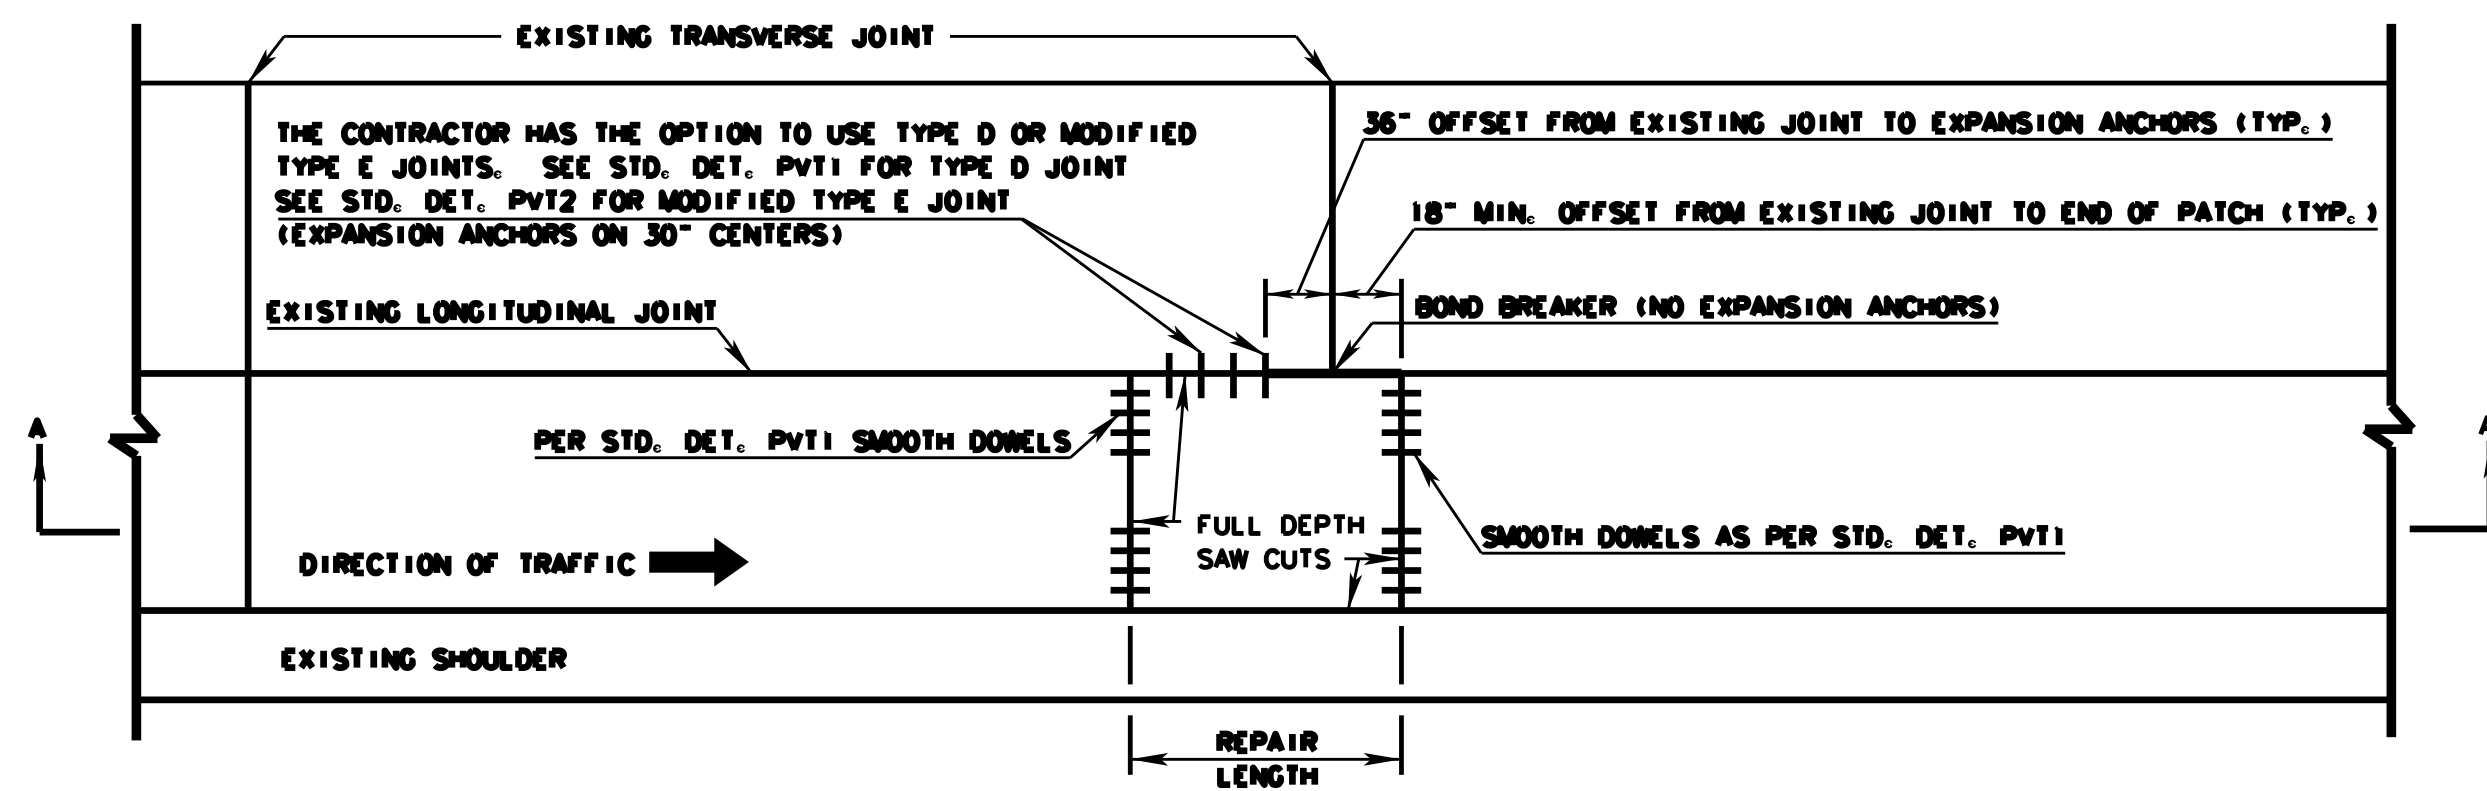 EXISTING TRANSVERSE JOINT
THE CONTRACTOR HAS THE OPTION TO USE TYPE D OR MODIFIED
TYPE E JOINTS. SEE STD. DET. PVT1 FOR TYPE D JOINT
SEE STD. DET. PVT2 FOR MODIFIED TYPE E JOINT
(EXPANSION ANCHORS ON 30" CENTERS)
36" OFFSET FROM EXISTING JOINT TO EXPANSION ANCHORS (TYP.)
18" MIN. OFFSET FROM EXISTING JOINT TO END OF PATCH (TYP.)
BOND BREAKER (NO EXPANSION ANCHORS)
EXISTING LONGITUDINAL JOINT
A
A
PER STD. DET. PVT1 SMOOTH DOWELS
FULL DEPTH
SAW CUTS
SMOOTH DOWELS AS PER STD. DET. PVT1
DIRECTION OF TRAFFIC
EXISTING SHOULDER
REPAIR
LENGTH